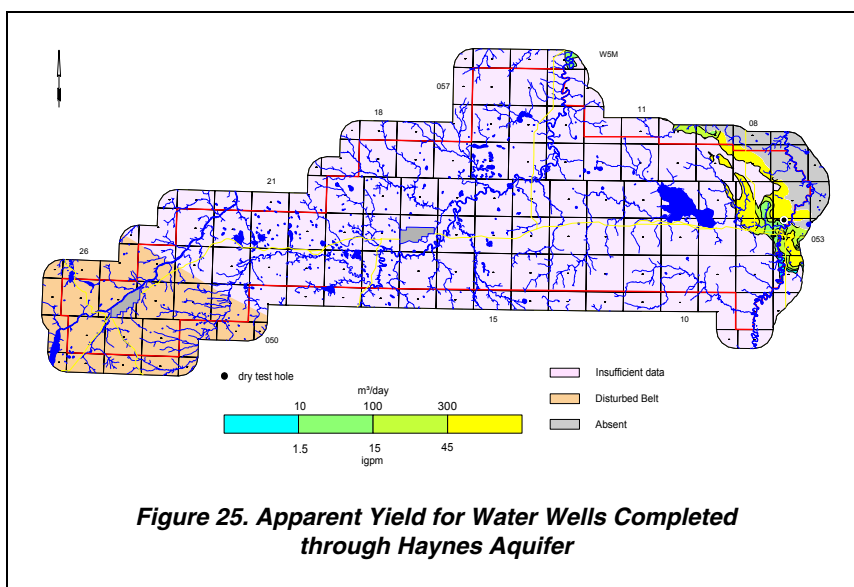 W5M
057
11
18
08
21
053
26
15
10
050
dry test hole
m³/day
10 100 300
1.5 15 45
igpm
Insufficient data
Disturbed Belt
Absent
Figure 25. Apparent Yield for Water Wells Completed
through Haynes Aquifer